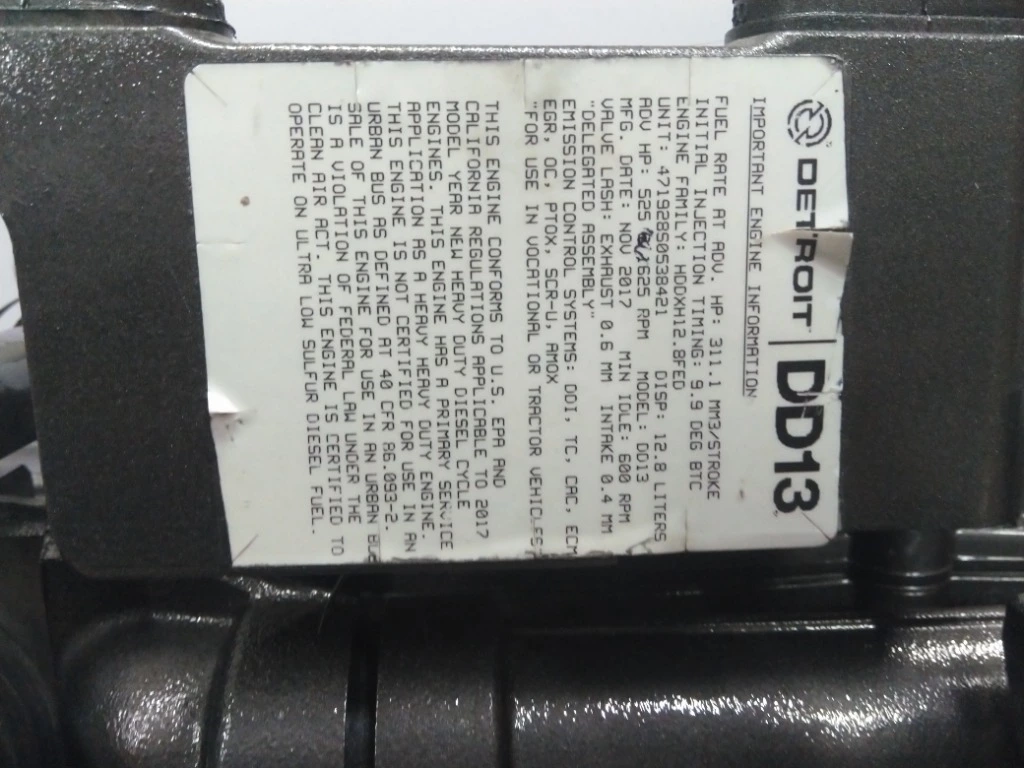 DETROIT DD13
IMPORTANT ENGINE INFORMATION
FUEL RATE AT ADV. HP: 311.1 MM3/STROKE
INITIAL INJECTION TIMING: 9.9 DEG BTC
ENGINE FAMILY: HDDXH12.8FED
UNIT: 471928S0538421 DISP: 12.8 LITERS
ADV HP: 525 1625 RPM MODEL: DD13
MFG. DATE: NOV 2017 MIN IDLE: 600 RPM
VALVE LASH: EXHAUST 0.6 MM INTAKE 0.4 MM
"DELEGATED ASSEMBLY"
EMISSION CONTROL SYSTEMS: DDI, TC, CAC, ECM
EGR, OC, PTOX, SCR-U, AMOX
"FOR USE IN VOCATIONAL OR TRACTOR VEHICLES"
THIS ENGINE CONFORMS TO U.S. EPA AND
CALIFORNIA REGULATIONS APPLICABLE TO 2017
MODEL YEAR NEW HEAVY DUTY DIESEL CYCLE
ENGINES. THIS ENGINE HAS A PRIMARY SERVICE
APPLICATION AS A HEAVY HEAVY DUTY ENGINE.
THIS ENGINE IS NOT CERTIFIED FOR USE IN AN
URBAN BUS AS DEFINED AT 40 CFR 86.093-2.
SALE OF THIS ENGINE FOR USE IN AN URBAN BUS
IS A VIOLATION OF FEDERAL LAW UNDER THE
CLEAN AIR ACT. THIS ENGINE IS CERTIFIED TO
OPERATE ON ULTRA LOW SULFUR DIESEL FUEL.